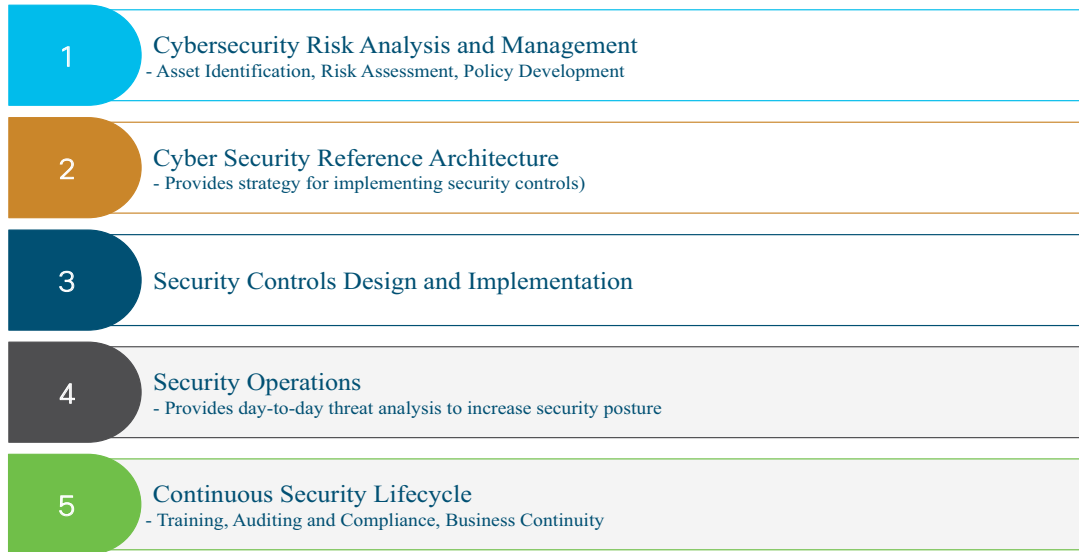 1
Cybersecurity Risk Analysis and Management
- Asset Identification, Risk Assessment, Policy Development
2
Cyber Security Reference Architecture
- Provides strategy for implementing security controls)
3
Security Controls Design and Implementation
4
Security Operations
- Provides day-to-day threat analysis to increase security posture
5
Continuous Security Lifecycle
- Training, Auditing and Compliance, Business Continuity